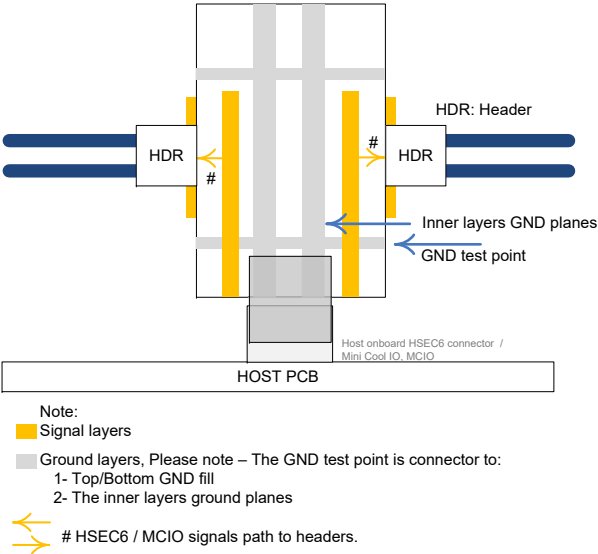 HDR: Header
#
HDR
HDR
#
Inner layers GND planes
GND test point
Host onboard HSEC6 connector /
Mini Cool IO, MCIO
HOST PCB
Note:
Signal layers
Ground layers, Please note – The GND test point is connector to:
1- Top/Bottom GND fill
2- The inner layers ground planes
# HSEC6 / MCIO signals path to headers.